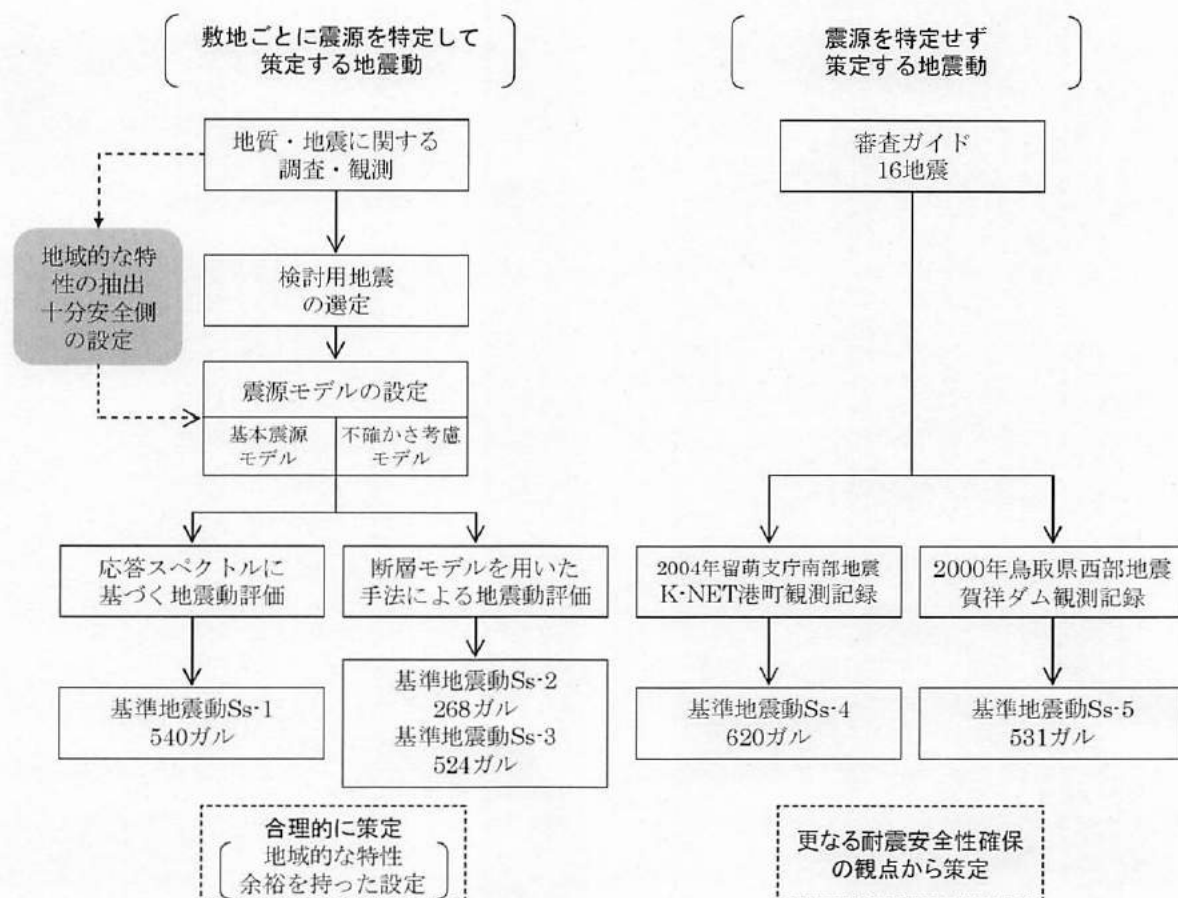 敷地ごとに震源を特定して
策定する地震動
地質・地震に関する
調査・観測
地域的な特
性の抽出
十分安全側
の設定
検討用地震
の選定
震源モデルの設定
基本震源
モデル
不確かさ考慮
モデル
応答スペクトルに
基づく地震動評価
断層モデルを用いた
手法による地震動評価
基準地震動Ss-1
540ガル
基準地震動Ss-2
268ガル
基準地震動Ss-3
524ガル
合理的に策定
地域的な特性
余裕を持った設定
震源を特定せず
策定する地震動
審査ガイド
16地震
2004年留萌支庁南部地震
K-NET港町観測記録
2000年鳥取県西部地震
賀祥ダム観測記録
基準地震動Ss-4
620ガル
基準地震動Ss-5
531ガル
更なる耐震安全性確保
の観点から策定